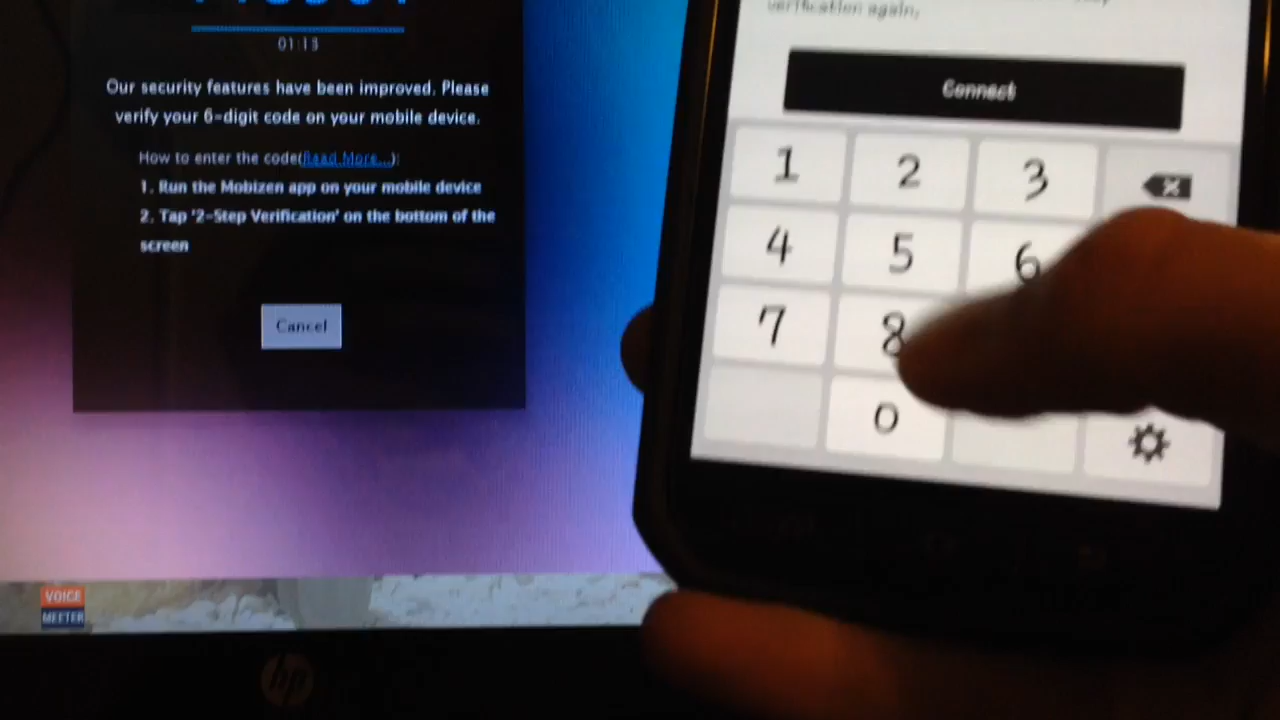 01:13
Our security features have been improved. Please
verify your 6-digit code on your mobile device.
How to enter the code(Read More...):
1. Run the Mobizen app on your mobile device
2. Tap '2-Step Verification' on the bottom of the
screen
Cancel
VOICE
MEETER
hp
verification again.
Connect
1 2 3
4 5 6
7 8
0